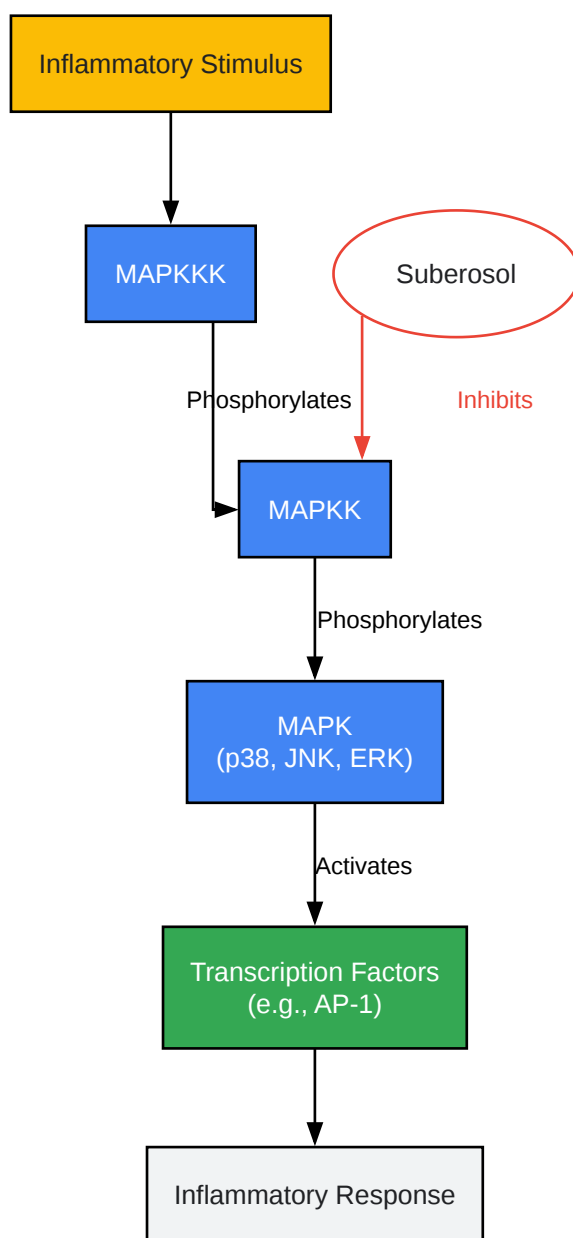 Inflammatory Stimulus
MAPKKK
Suberosol
Phosphorylates
Inhibits
MAPKK
Phosphorylates
MAPK
(p38, JNK, ERK)
Activates
Transcription Factors
(e.g., AP-1)
Inflammatory Response